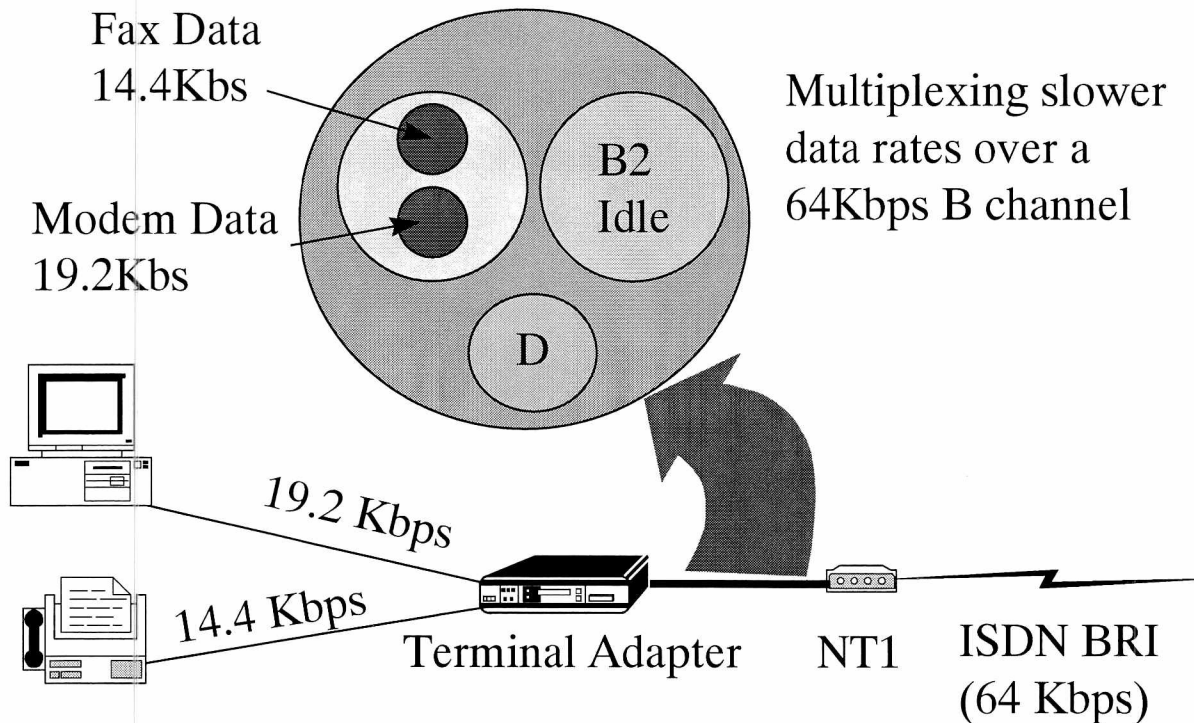 Fax Data
14.4Kbs
Modem Data
19.2Kbs
B2
Idle
D
Multiplexing slower
data rates over a
64Kbps B channel
19.2 Kbps
14.4 Kbps
Terminal Adapter
NT1
ISDN BRI
(64 Kbps)